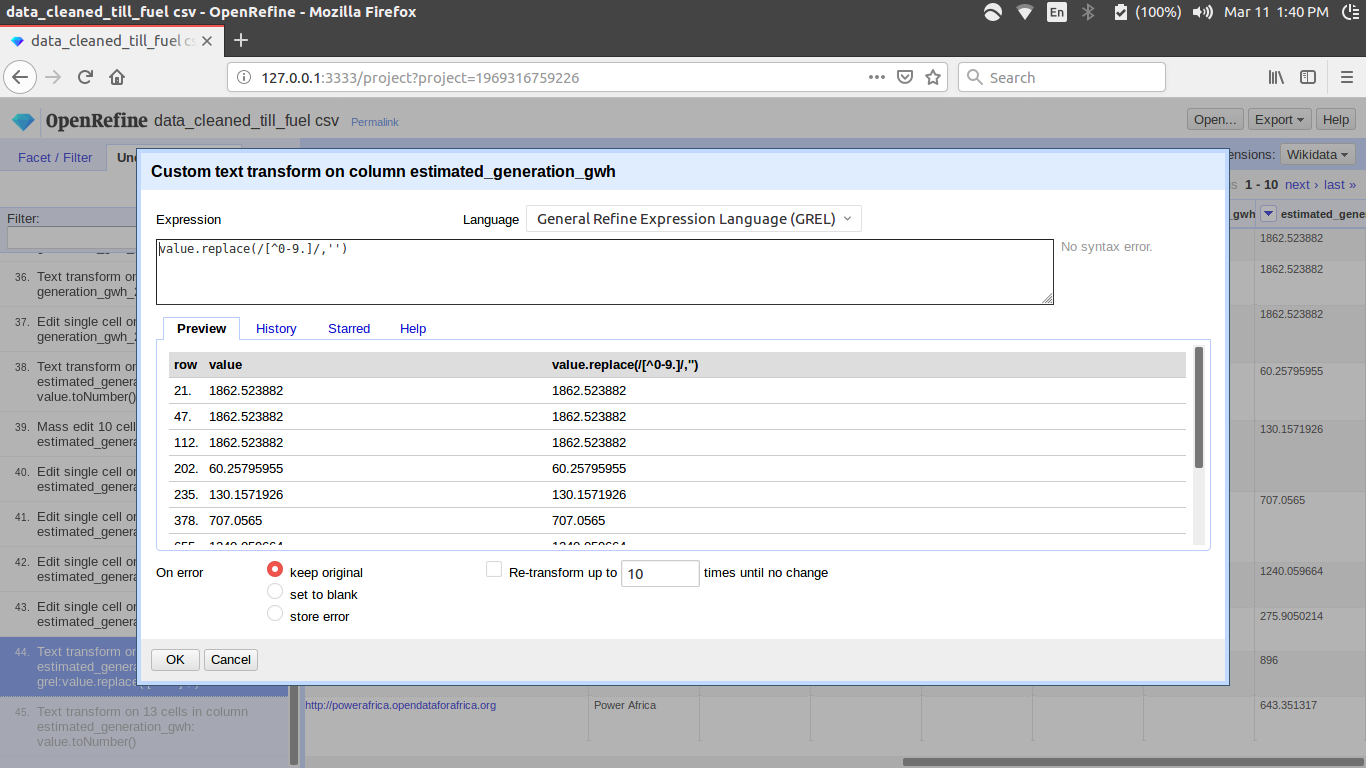 data_cleaned_till_fuel csv - OpenRefine - Mozilla Firefox
En (100%) Mar 11 1:40 PM
data_cleaned_till_fuel cs
127.0.0.1:3333/project?project=1969316759226
Search
OpenRefine data_cleaned_till_fuel csv Permalink
Open... Export Help
Facet / Filter
Extensions: Wikidata
1 - 10 next › last »
Filter:
_gwh estimated_gene
Custom text transform on column estimated_generation_gwh
Expression Language General Refine Expression Language (GREL)
value.replace(/[^0-9.]/,'')
No syntax error.
Preview History Starred Help
row value value.replace(/[^0-9.]/,'')
21. 1862.523882 1862.523882
47. 1862.523882 1862.523882
112. 1862.523882 1862.523882
202. 60.25795955 60.25795955
235. 130.1571926 130.1571926
378. 707.0565 707.0565
655. 1240.059664 1240.059664
On error keep original
set to blank
store error
Re-transform up to 10 times until no change
OK Cancel
36. Text transform on
generation_gwh_2
37. Edit single cell on
generation_gwh_2
38. Text transform on
estimated_genera
value.toNumber()
39. Mass edit 10 cell
estimated_genera
40. Edit single cell on
estimated_genera
41. Edit single cell on
estimated_genera
42. Edit single cell on
estimated_genera
43. Edit single cell on
estimated_genera
44. Text transform on
estimated_genera
grel:value.replace
45. Text transform on 13 cells in column
estimated_generation_gwh:
value.toNumber()
1862.523882
1862.523882
1862.523882
60.25795955
130.1571926
707.0565
1240.059664
275.9050214
896
http://powerafrica.opendataforafrica.org Power Africa 643.351317